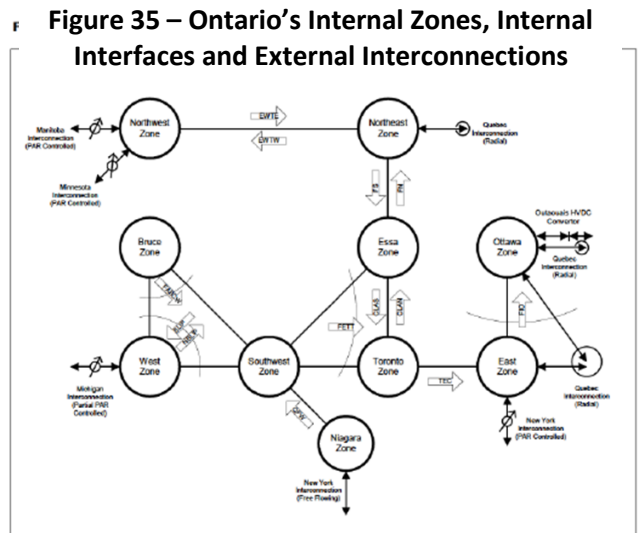 Figure 35 – Ontario's Internal Zones, Internal
Interfaces and External Interconnections
Northwest
Zone
EWTE
EWTW
Northeast
Zone
Manitoba
Interconnection
(PAR Controlled)
Quebec
Interconnection
(Radial)
Minnesota
Interconnection
(PAR Controlled)
FS
FN
Outaouais HVDC
Convertor
Bruce
Zone
Essa
Zone
Ottawa
Zone
Quebec
Interconnection
(Radial)
CLAS
CLAN
FIO
FETT
West
Zone
Southwest
Zone
Toronto
Zone
East
Zone
TEC
Michigan
Interconnection
(Partial PAR
Controlled)
QFW
Quebec
Interconnection
(Radial)
Niagara
Zone
New York
Interconnection
(PAR Controlled)
New York
Interconnection
(Free Flowing)